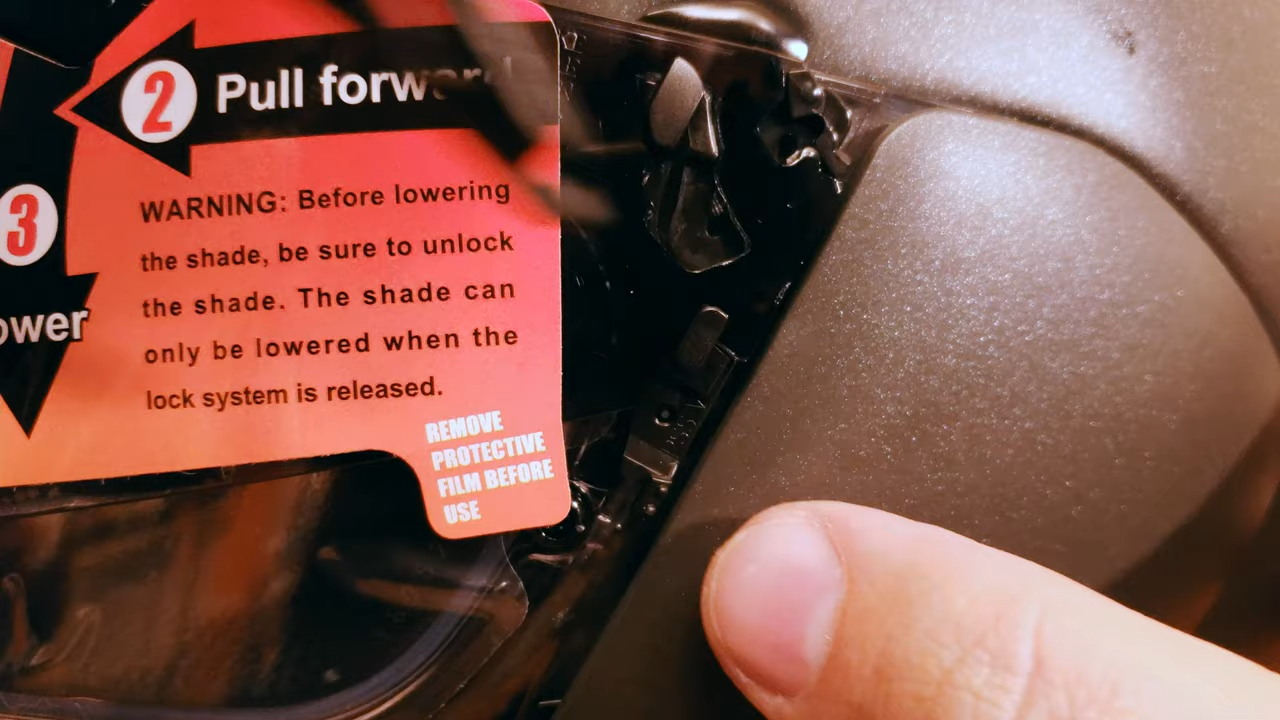 2 Pull forward
WARNING: Before lowering
the shade, be sure to unlock
3
the shade. The shade can
ower
only be lowered when the
lock system is released.
REMOVE
PROTECTIVE
FILM BEFORE
USE